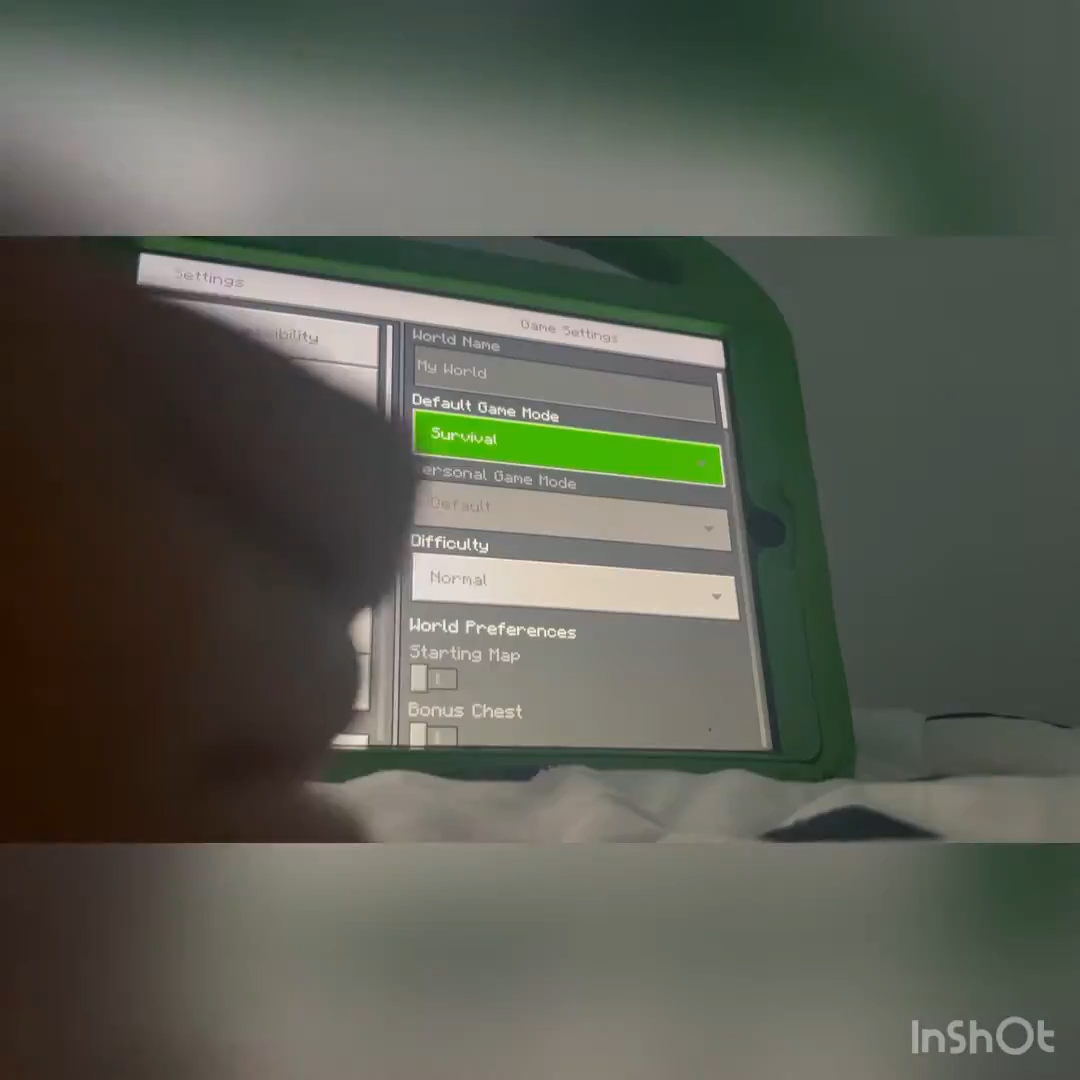 Settings
Game Settings
World Name
My World
Default Game Mode
Survival
Personal Game Mode
Default
Difficulty
Normal
World Preferences
Starting Map
Bonus Chest
InShOt